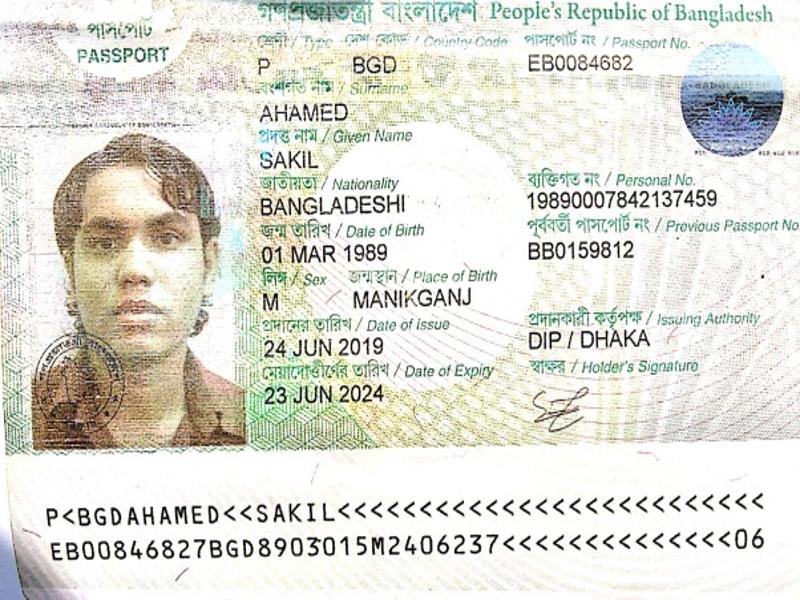 পাসপোর্ট
PASSPORT
গণপ্রজাতন্ত্রী বাংলাদেশ People's Republic of Bangladesh
শ্রেণী / Type দেশ কোড / Country Code পাসপোর্ট নং / Passport No.
P BGD EB0084682
বংশগত নাম / Surname
AHAMED
প্রদত্ত নাম / Given Name
SAKIL
জাতীয়তা / Nationality ব্যক্তিগত নং / Personal No.
BANGLADESHI 19890007842137459
জন্ম তারিখ / Date of Birth পূর্ববর্তী পাসপোর্ট নং / Previous Passport No.
01 MAR 1989 BB0159812
লিঙ্গ / Sex জন্মস্থান / Place of Birth
M MANIKGANJ
প্রদানের তারিখ / Date of issue প্রদানকারী কর্তৃপক্ষ / Issuing Authority
24 JUN 2019 DIP / DHAKA
মেয়াদোত্তীর্ণের তারিখ / Date of Expiry স্বাক্ষর / Holder's Signature
23 JUN 2024
P<BGDAHAMED<<SAKIL<<<<<<<<<<<<<<<<<<<<<<<<<<
EB00846827BGD8903015M2406237<<<<<<<<<<<<<<06